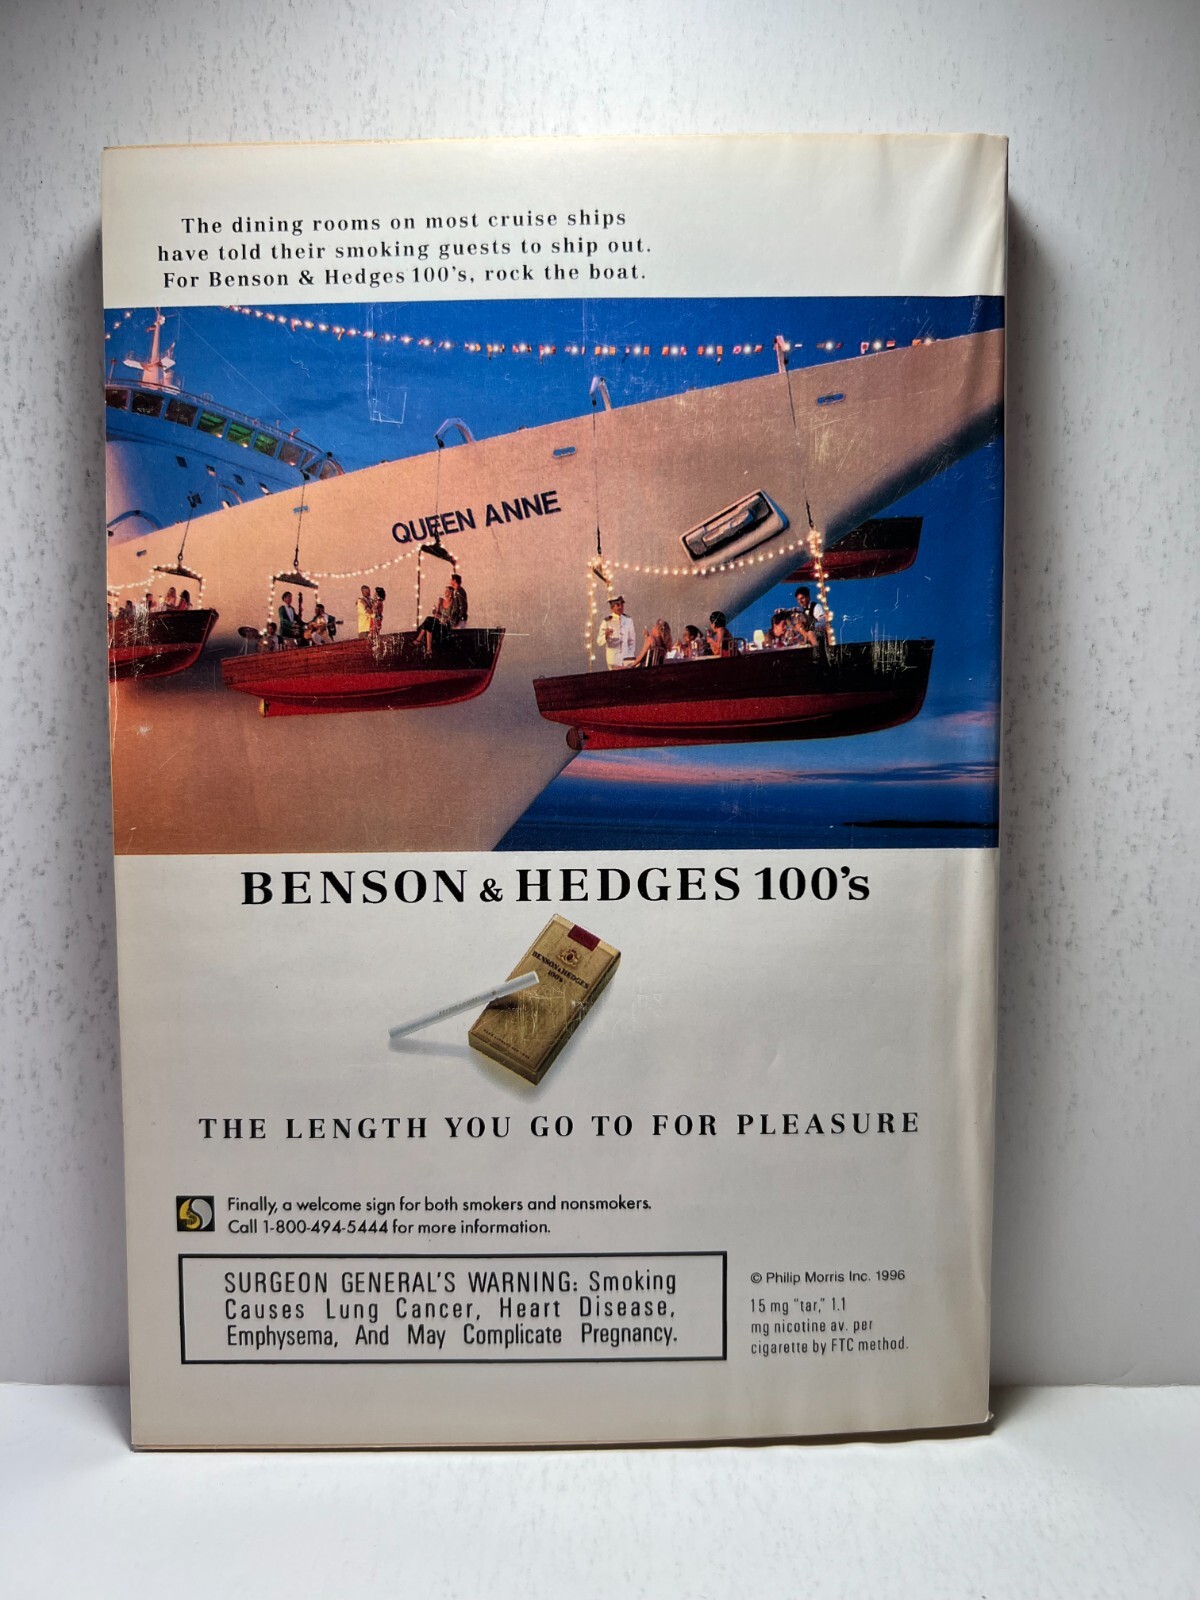 The dining rooms on most cruise ships
have told their smoking guests to ship out.
For Benson & Hedges 100's, rock the boat.
QUEEN ANNE
BENSON & HEDGES 100's
BENSON & HEDGES
100's
THE LENGTH YOU GO TO FOR PLEASURE
Finally, a welcome sign for both smokers and nonsmokers.
Call 1-800-494-5444 for more information.
SURGEON GENERAL'S WARNING: Smoking
Causes Lung Cancer, Heart Disease,
Emphysema, And May Complicate Pregnancy.
© Philip Morris Inc. 1996
15 mg "tar," 1.1
mg nicotine av. per
cigarette by FTC method.